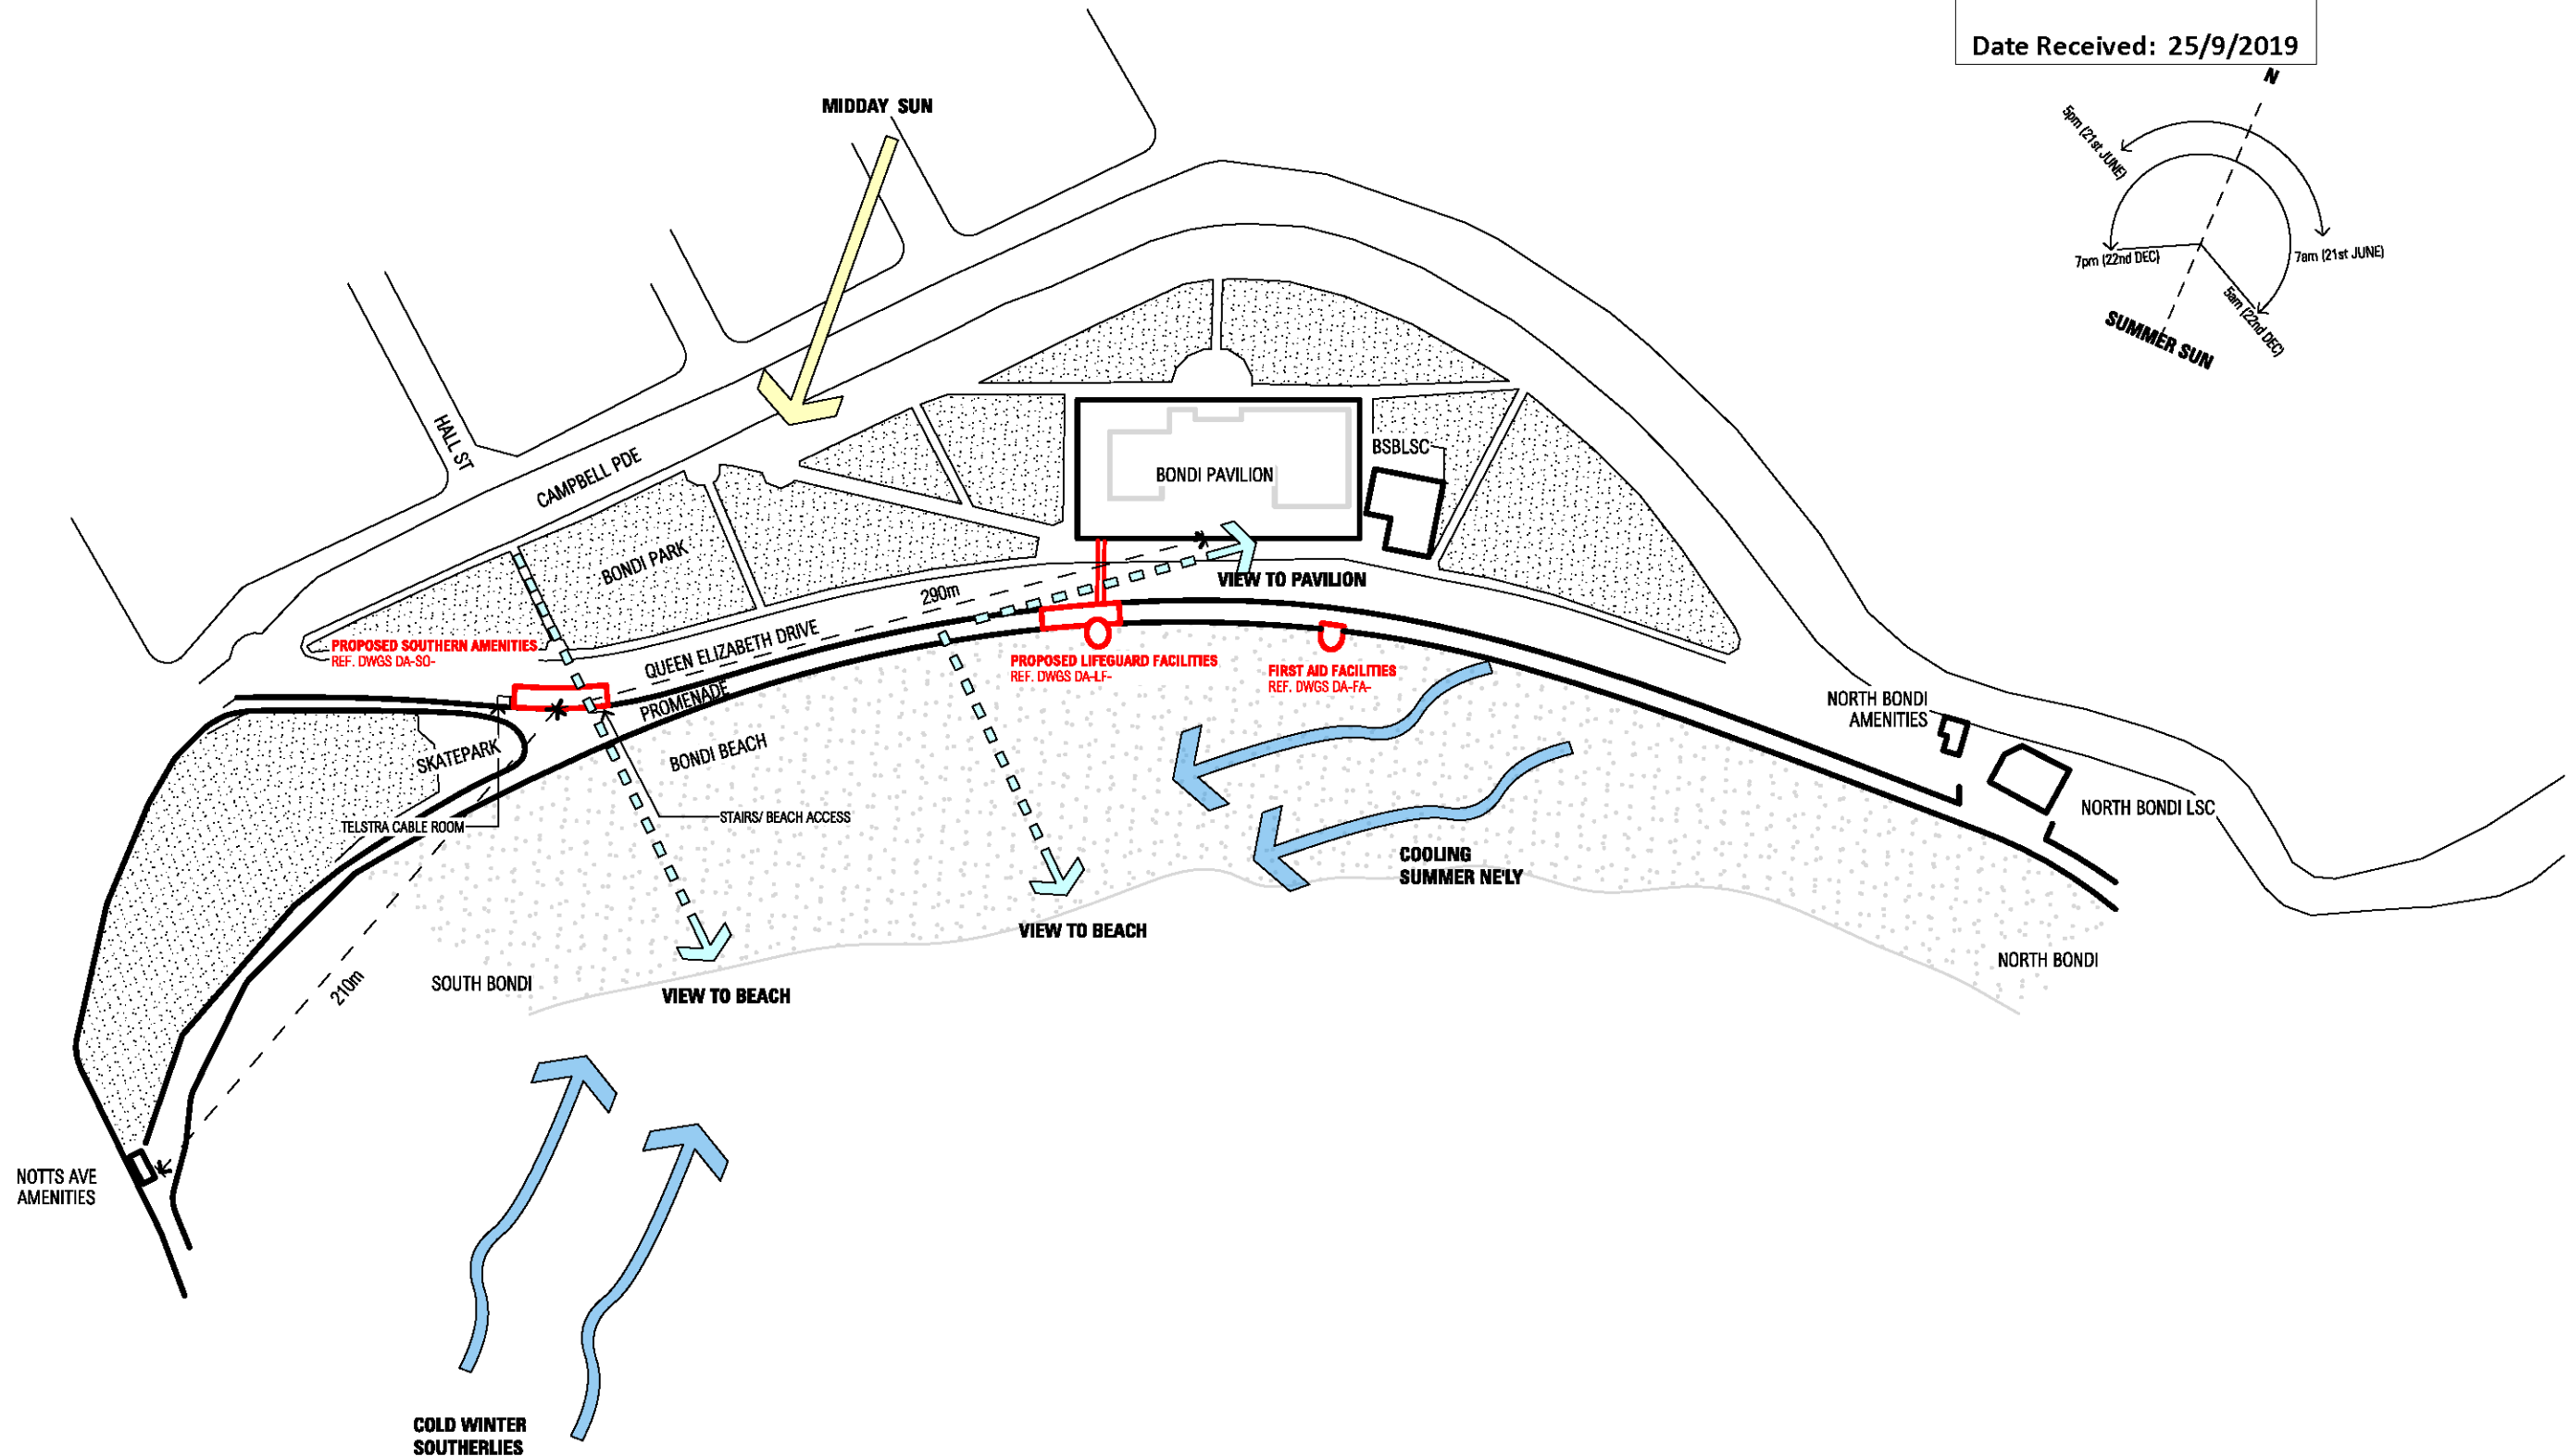 Date Received: 25/9/2019
N
5pm (21st JUNE)
7am (21st JUNE)
7pm (22nd DEC)
5am (22nd DEC)
SUMMER SUN
MIDDAY SUN
HALL ST
CAMPBELL PDE
BSBLSC
BONDI PAVILION
BONDI PARK
VIEW TO PAVILION
290m
QUEEN ELIZABETH DRIVE
PROPOSED SOUTHERN AMENITIES
REF. DWGS DA-SO-
PROPOSED LIFEGUARD FACILITIES
REF. DWGS DA-LF-
FIRST AID FACILITIES
REF. DWGS DA-FA-
PROMENADE
NORTH BONDI
AMENITIES
SKATEPARK
BONDI BEACH
NORTH BONDI LSC
STAIRS/ BEACH ACCESS
TELSTRA CABLE ROOM
COOLING
SUMMER NE'LY
VIEW TO BEACH
NORTH BONDI
210m
SOUTH BONDI
VIEW TO BEACH
NOTTS AVE
AMENITIES
COLD WINTER
SOUTHERLIES